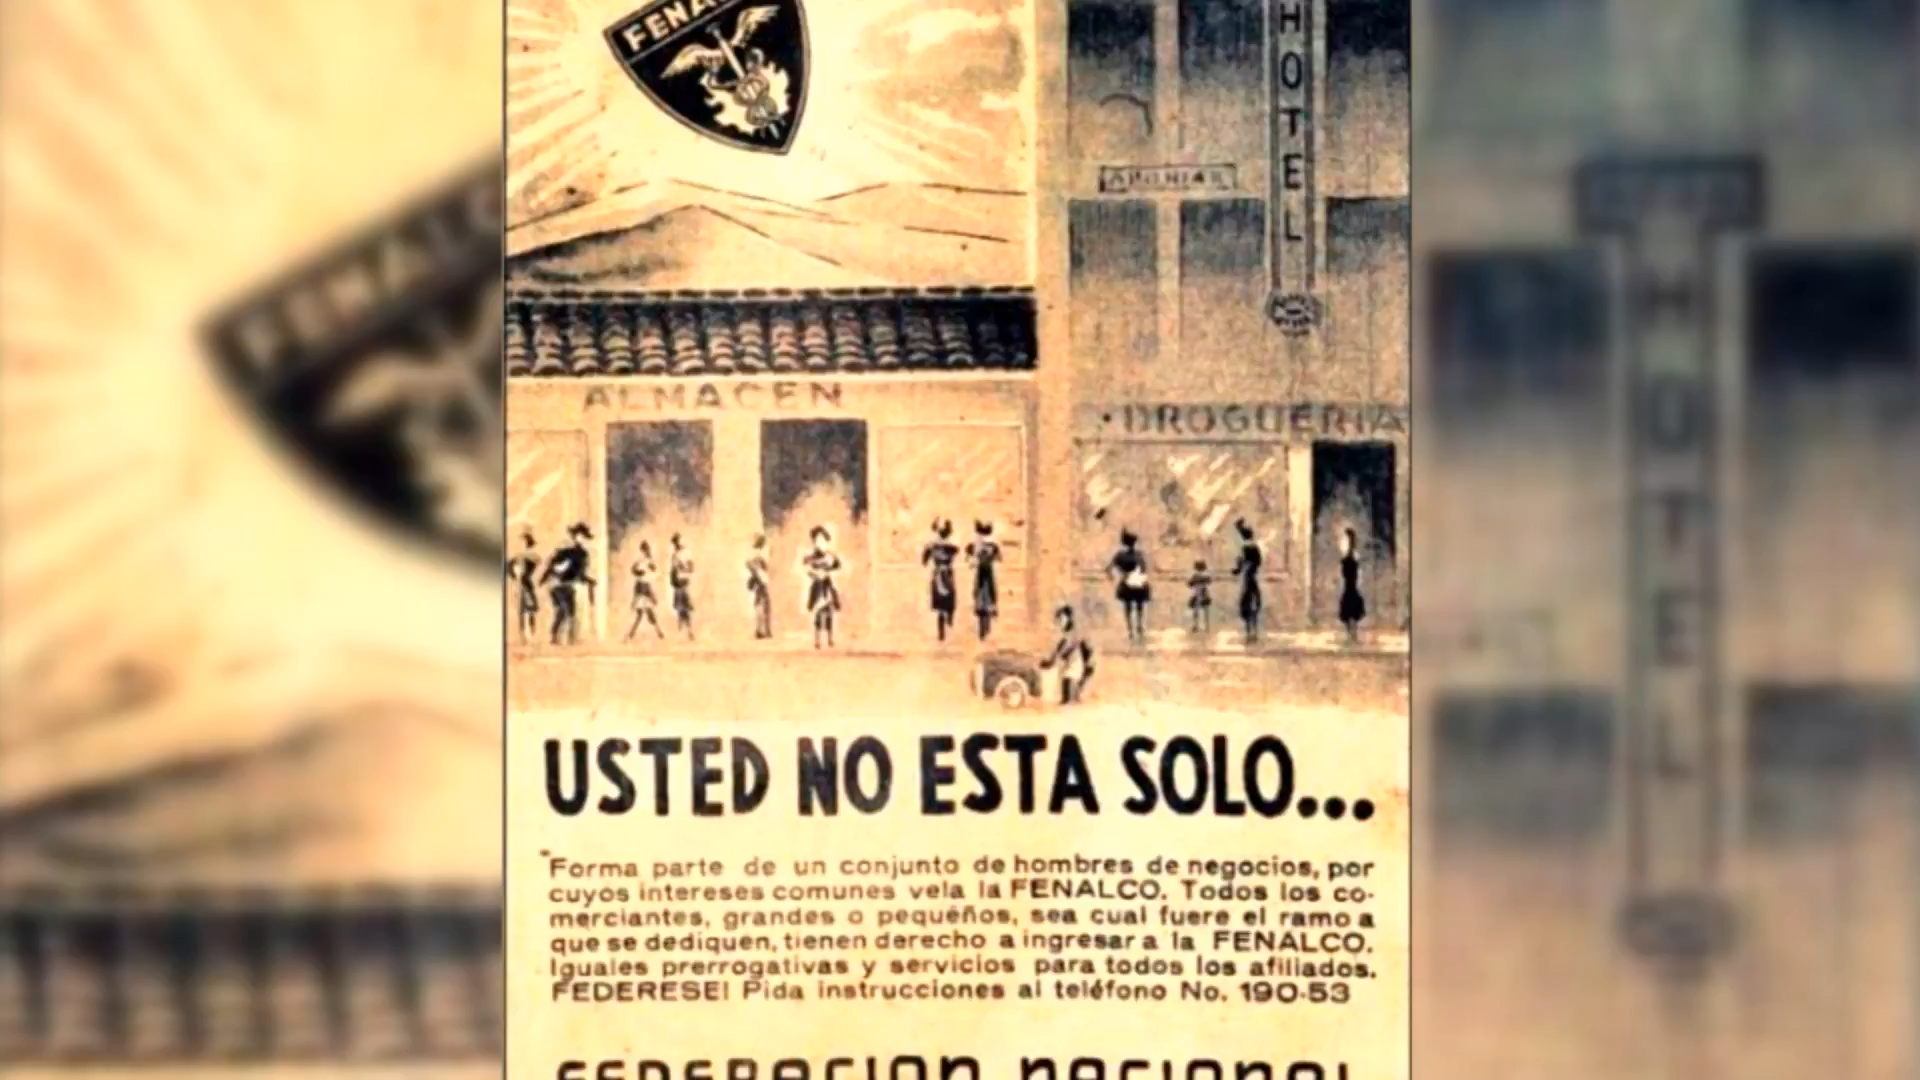 HOTEL
ALMACEN
DROGUERIA
USTED NO ESTA SOLO...
"Forma parte de un conjunto de hombres de negocios, por
cuyos intereses comunes vela la FENALCO. Todos los co-
merciantes, grandes o pequeños, sea cual fuere el ramo a
que se dediquen, tienen derecho a ingresar a la FENALCO.
Iguales prerrogativas y servicios para todos los afiliados.
FEDERESE! Pida instrucciones al teléfono No. 190-53
FEDERACION NACIONAL